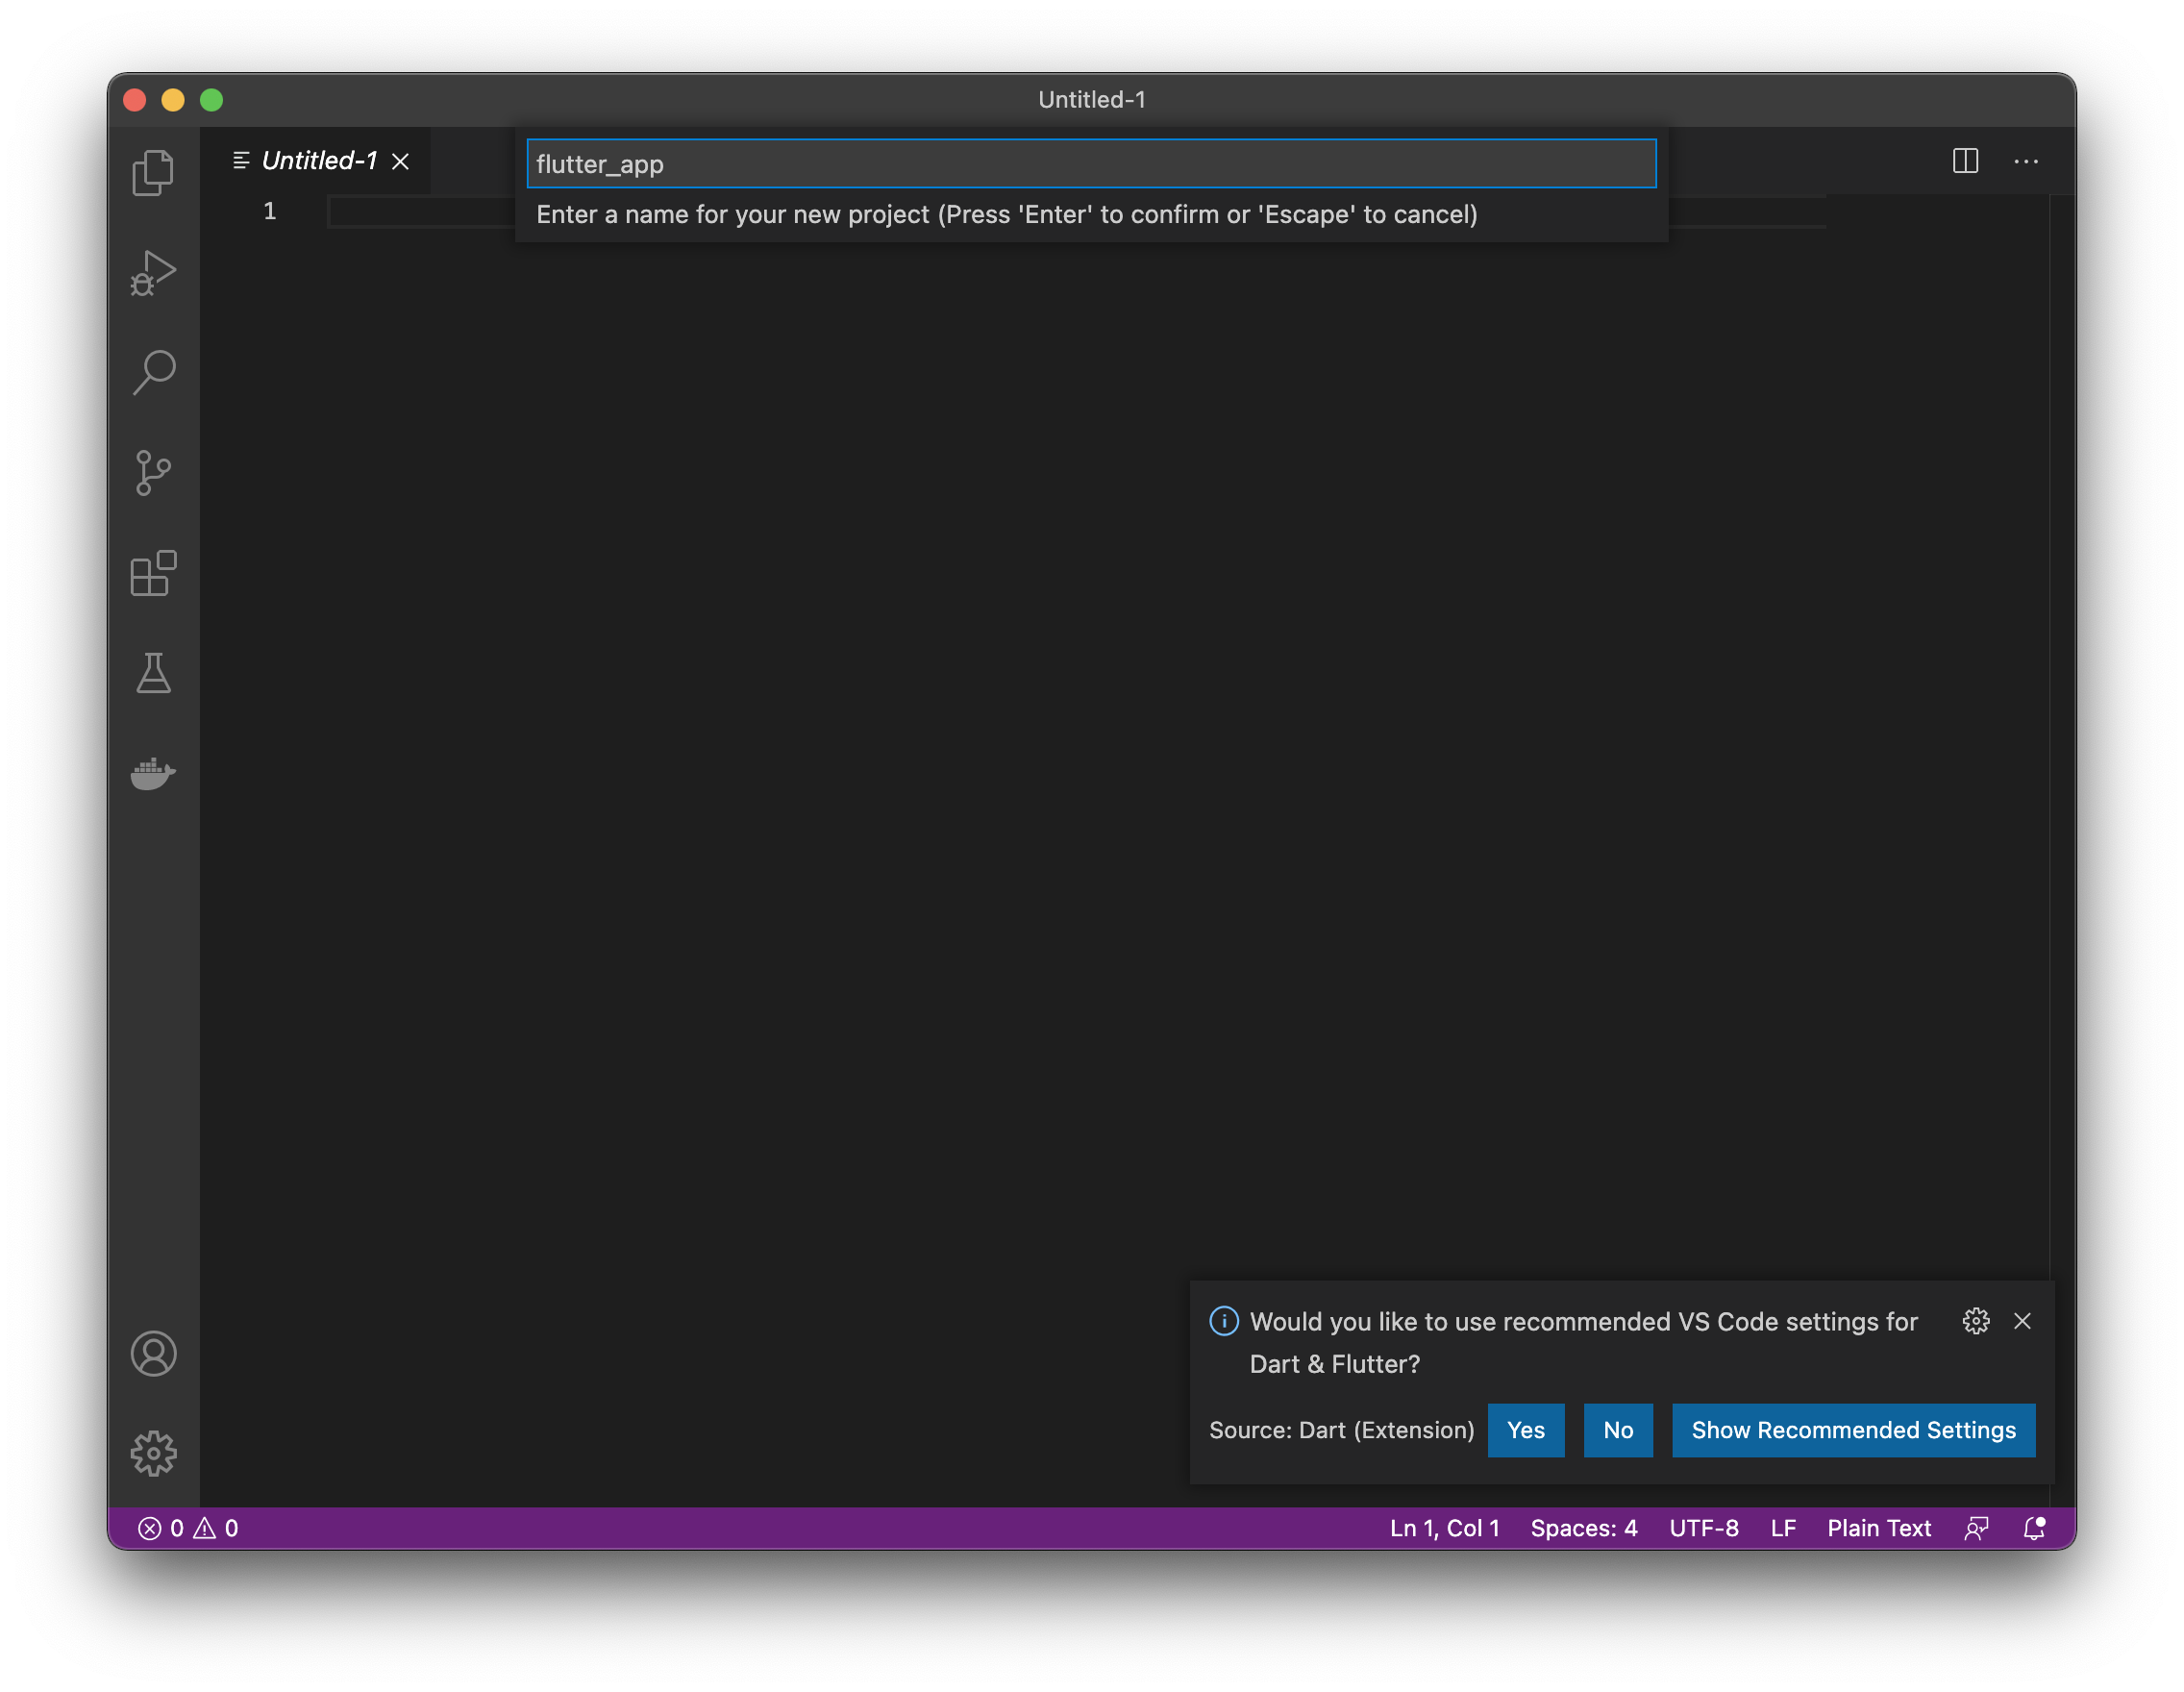 Untitled-1
Untitled-1
flutter_app
Enter a name for your new project (Press 'Enter' to confirm or 'Escape' to cancel)
1
Would you like to use recommended VS Code settings for
Dart & Flutter?
Source: Dart (Extension) Yes No Show Recommended Settings
0 0 Ln 1, Col 1 Spaces: 4 UTF-8 LF Plain Text